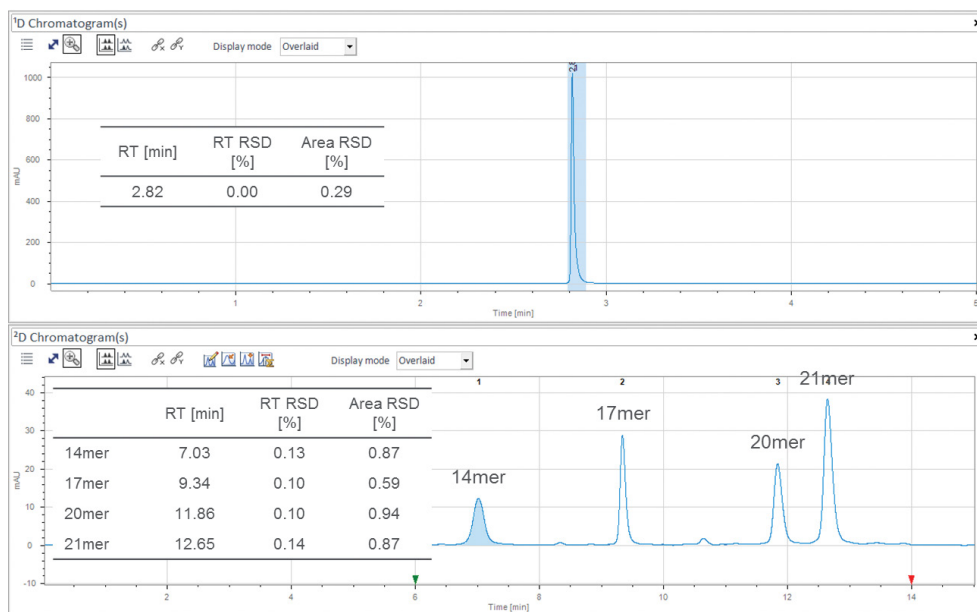 ¹D Chromatogram(s)
Display mode Overlaid
1000
800
600
400
200
0
mAU
RT [min] RT RSD [%] Area RSD [%]
2.82 0.00 0.29
1 2 3 4 5
Time [min]
²D Chromatogram(s)
Display mode Overlaid
40
30
20
10
0
-10
mAU
RT [min] RT RSD [%] Area RSD [%]
14mer 7.03 0.13 0.87
17mer 9.34 0.10 0.59
20mer 11.86 0.10 0.94
21mer 12.65 0.14 0.87
1 2 3
21mer
17mer
20mer
14mer
2 4 6 8 10 12 14
Time [min]